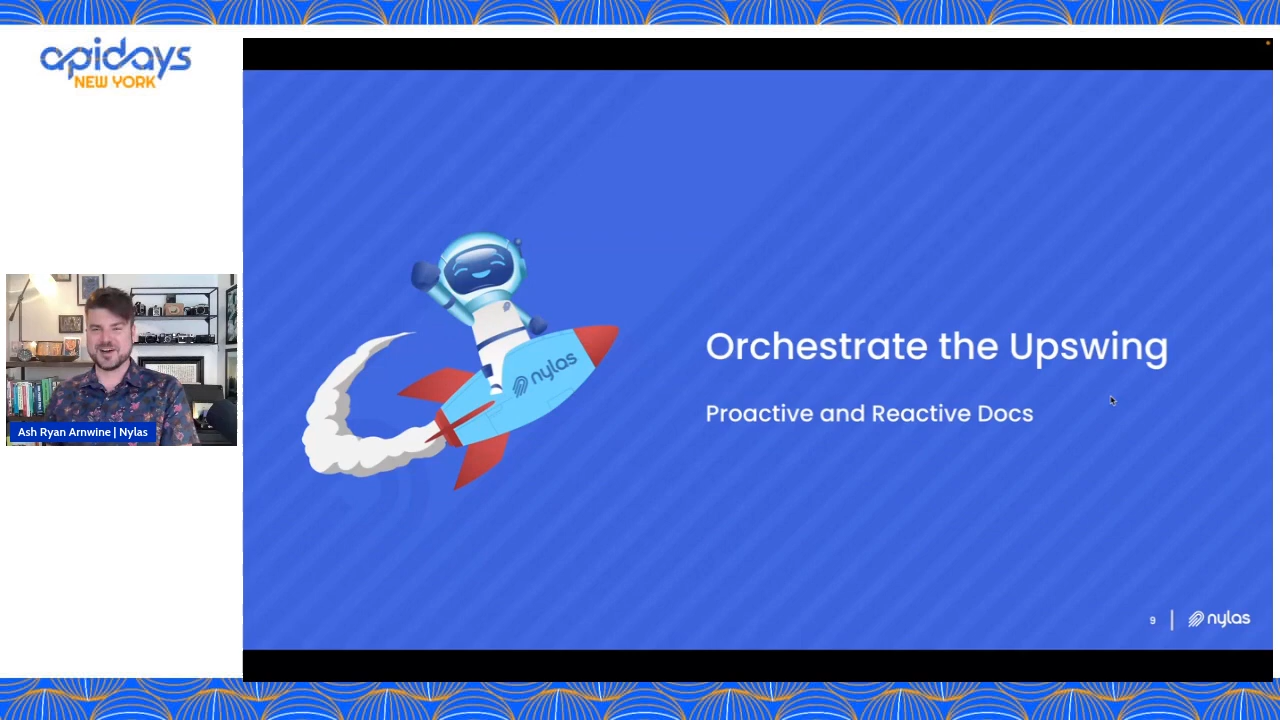 apidays
NEW YORK
Ash Ryan Arnwine | Nylas
nylas
Orchestrate the Upswing
Proactive and Reactive Docs
9
nylas